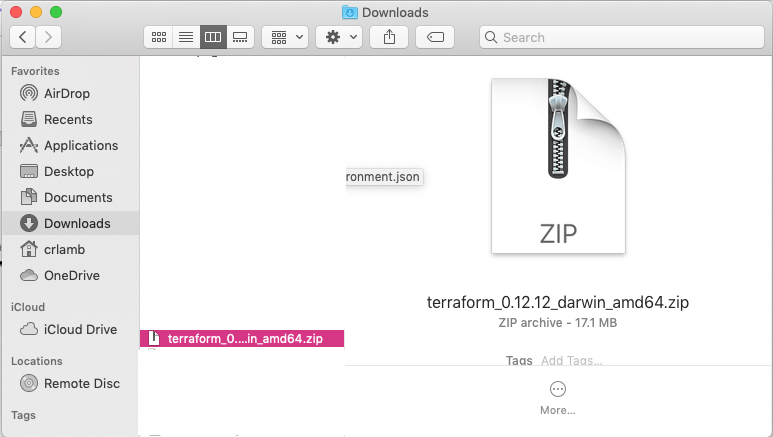 Downloads
Search
Favorites
AirDrop
Recents
Applications
Desktop
Documents
Downloads
crlamb
OneDrive
iCloud
iCloud Drive
Locations
Remote Disc
Tags
terraform_0....in_amd64.zip
ronment.json
ZIP
terraform_0.12.12_darwin_amd64.zip
ZIP archive - 17.1 MB
Tags Add Tags...
More...